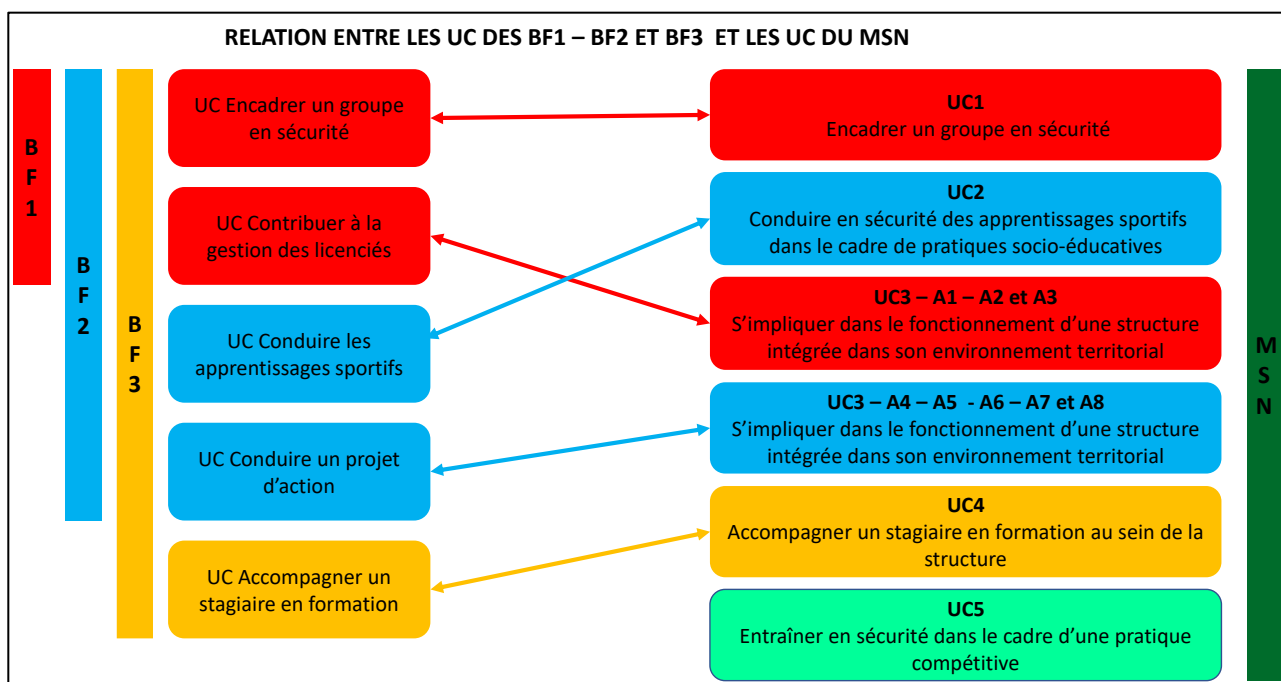 RELATION ENTRE LES UC DES BF1 – BF2 ET BF3 ET LES UC DU MSN
B
F
1
B
F
2
B
F
3
UC Encadrer un groupe
en sécurité
UC Contribuer à la
gestion des licenciés
UC Conduire les
apprentissages sportifs
UC Conduire un projet
d'action
UC Accompagner un
stagiaire en formation
UC1
Encadrer un groupe en sécurité
UC2
Conduire en sécurité des apprentissages sportifs
dans le cadre de pratiques socio-éducatives
UC3 – A1 – A2 et A3
S'impliquer dans le fonctionnement d'une structure
intégrée dans son environnement territorial
UC3 – A4 – A5 - A6 – A7 et A8
S'impliquer dans le fonctionnement d'une structure
intégrée dans son environnement territorial
UC4
Accompagner un stagiaire en formation au sein de la
structure
UC5
Entraîner en sécurité dans le cadre d'une pratique
compétitive
M
S
N